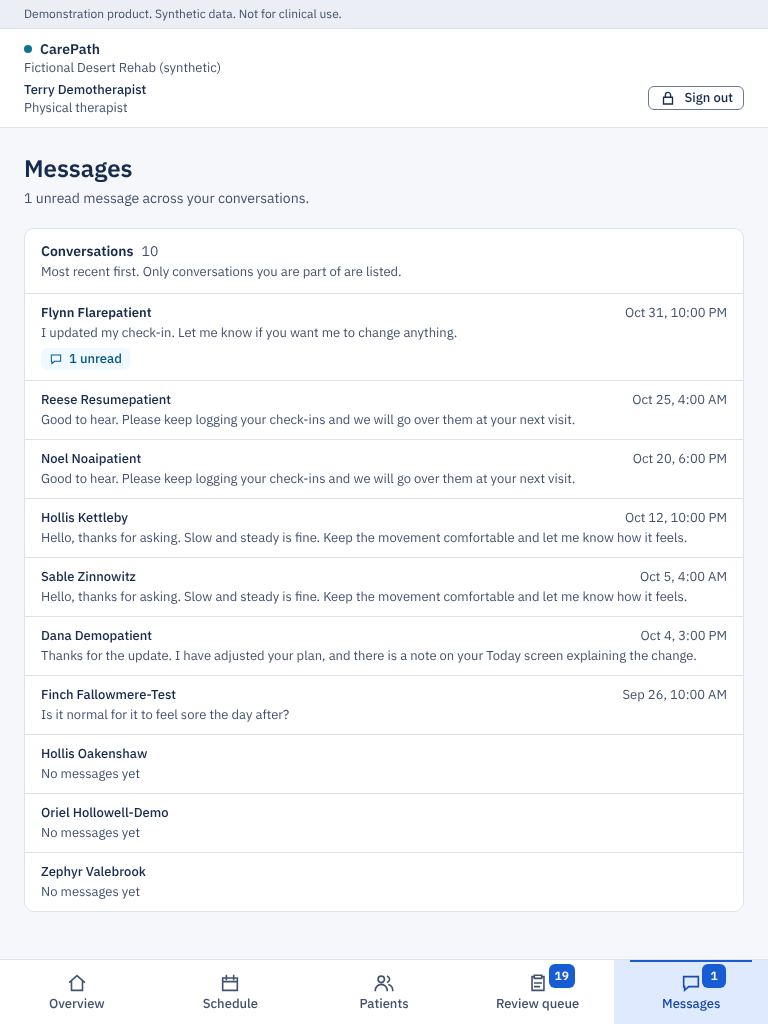 Demonstration product. Synthetic data. Not for clinical use.
CarePath
Fictional Desert Rehab (synthetic)
Terry Demotherapist
Physical therapist
Sign out
Messages
1 unread message across your conversations.
Conversations 10
Most recent first. Only conversations you are part of are listed.
Flynn Flarepatient Oct 31, 10:00 PM
I updated my check-in. Let me know if you want me to change anything.
1 unread
Reese Resumepatient Oct 25, 4:00 AM
Good to hear. Please keep logging your check-ins and we will go over them at your next visit.
Noel Noaipatient Oct 20, 6:00 PM
Good to hear. Please keep logging your check-ins and we will go over them at your next visit.
Hollis Kettleby Oct 12, 10:00 PM
Hello, thanks for asking. Slow and steady is fine. Keep the movement comfortable and let me know how it feels.
Sable Zinnowitz Oct 5, 4:00 AM
Hello, thanks for asking. Slow and steady is fine. Keep the movement comfortable and let me know how it feels.
Dana Demopatient Oct 4, 3:00 PM
Thanks for the update. I have adjusted your plan, and there is a note on your Today screen explaining the change.
Finch Fallowmere-Test Sep 26, 10:00 AM
Is it normal for it to feel sore the day after?
Hollis Oakenshaw
No messages yet
Oriel Hollowell-Demo
No messages yet
Zephyr Valebrook
No messages yet
19 1
Overview Schedule Patients Review queue Messages